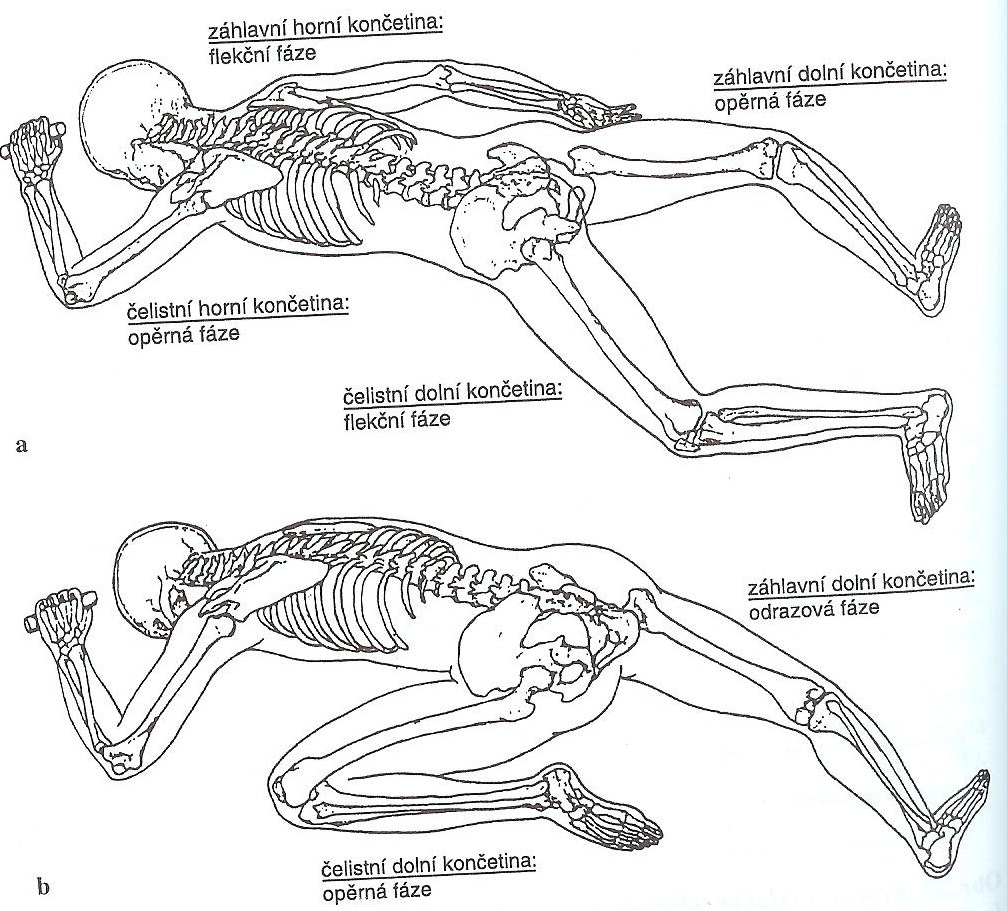 záhlavní horní končetina:
flekční fáze
záhlavní dolní končetina:
opěrná fáze
čelistní horní končetina:
opěrná fáze
čelistní dolní končetina:
flekční fáze
a
záhlavní dolní končetina:
odrazová fáze
čelistní dolní končetina:
opěrná fáze
b